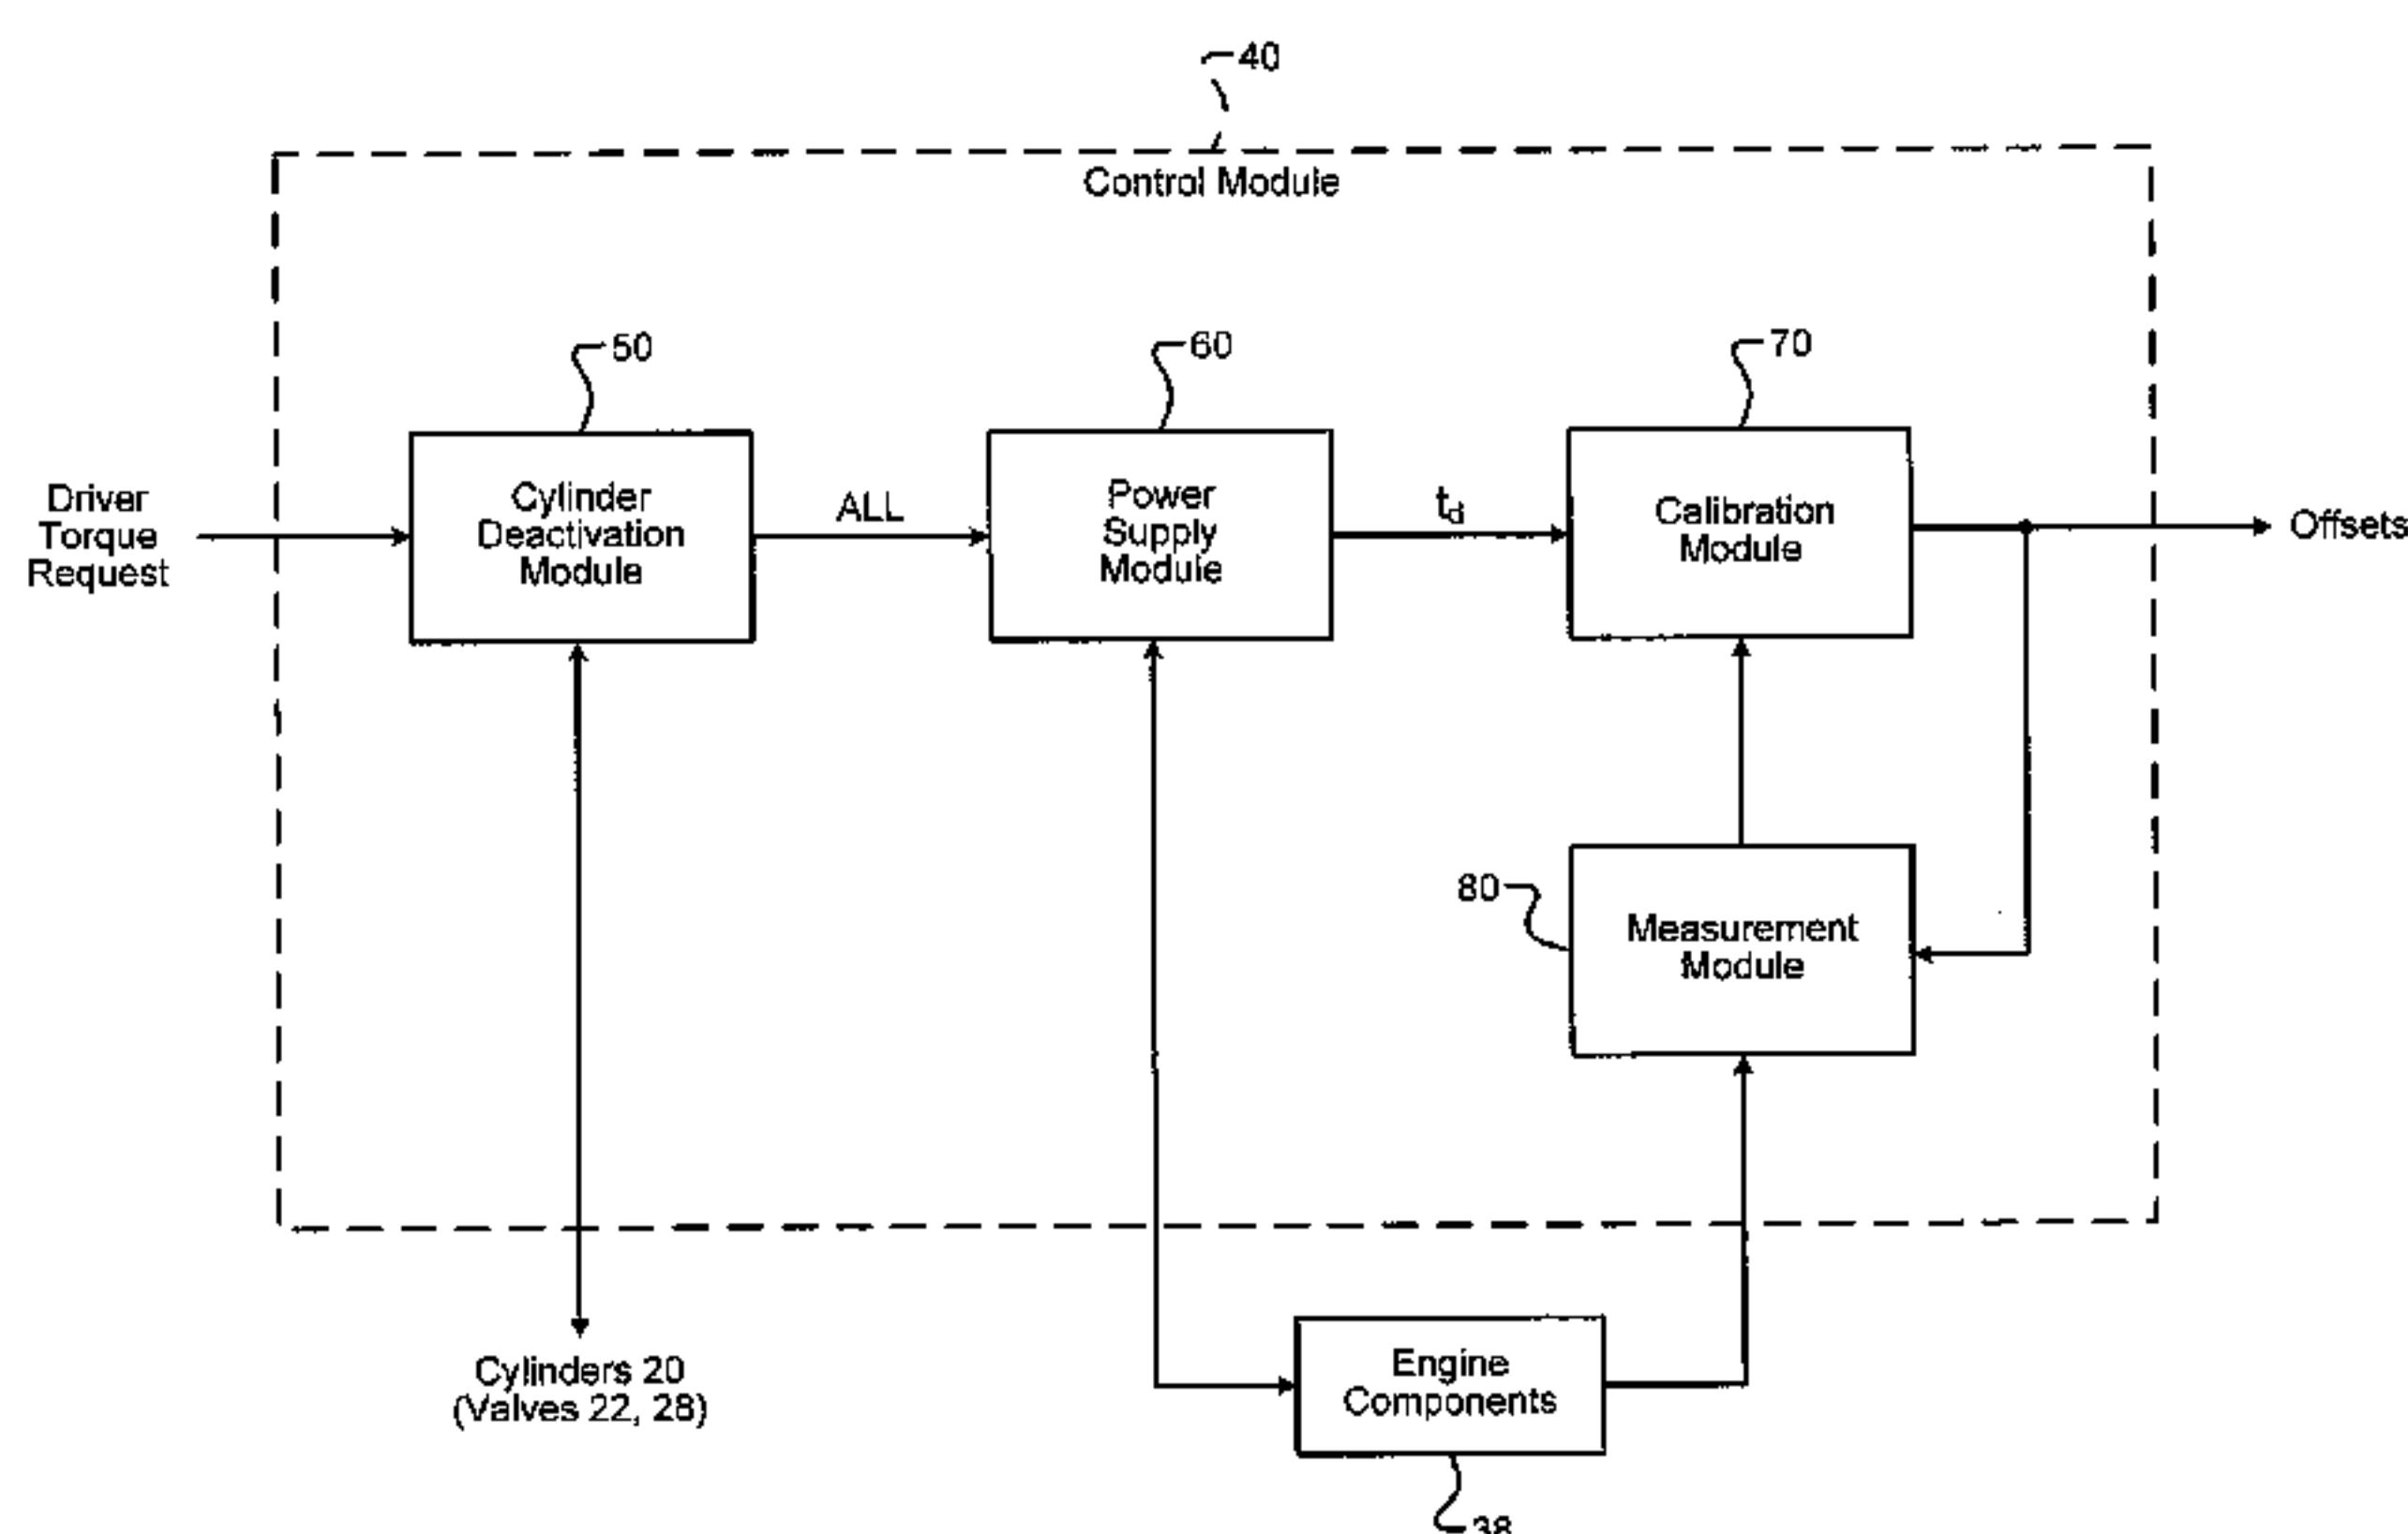 40
Control Module
50
60
70
Driver
Torque
Request
Cylinder
Deactivation
Module
ALL
Power
Supply
Module
td
Calibration
Module
Offsets
80
Measurement
Module
Cylinders 20
(Valves 22, 28)
Engine
Components
38